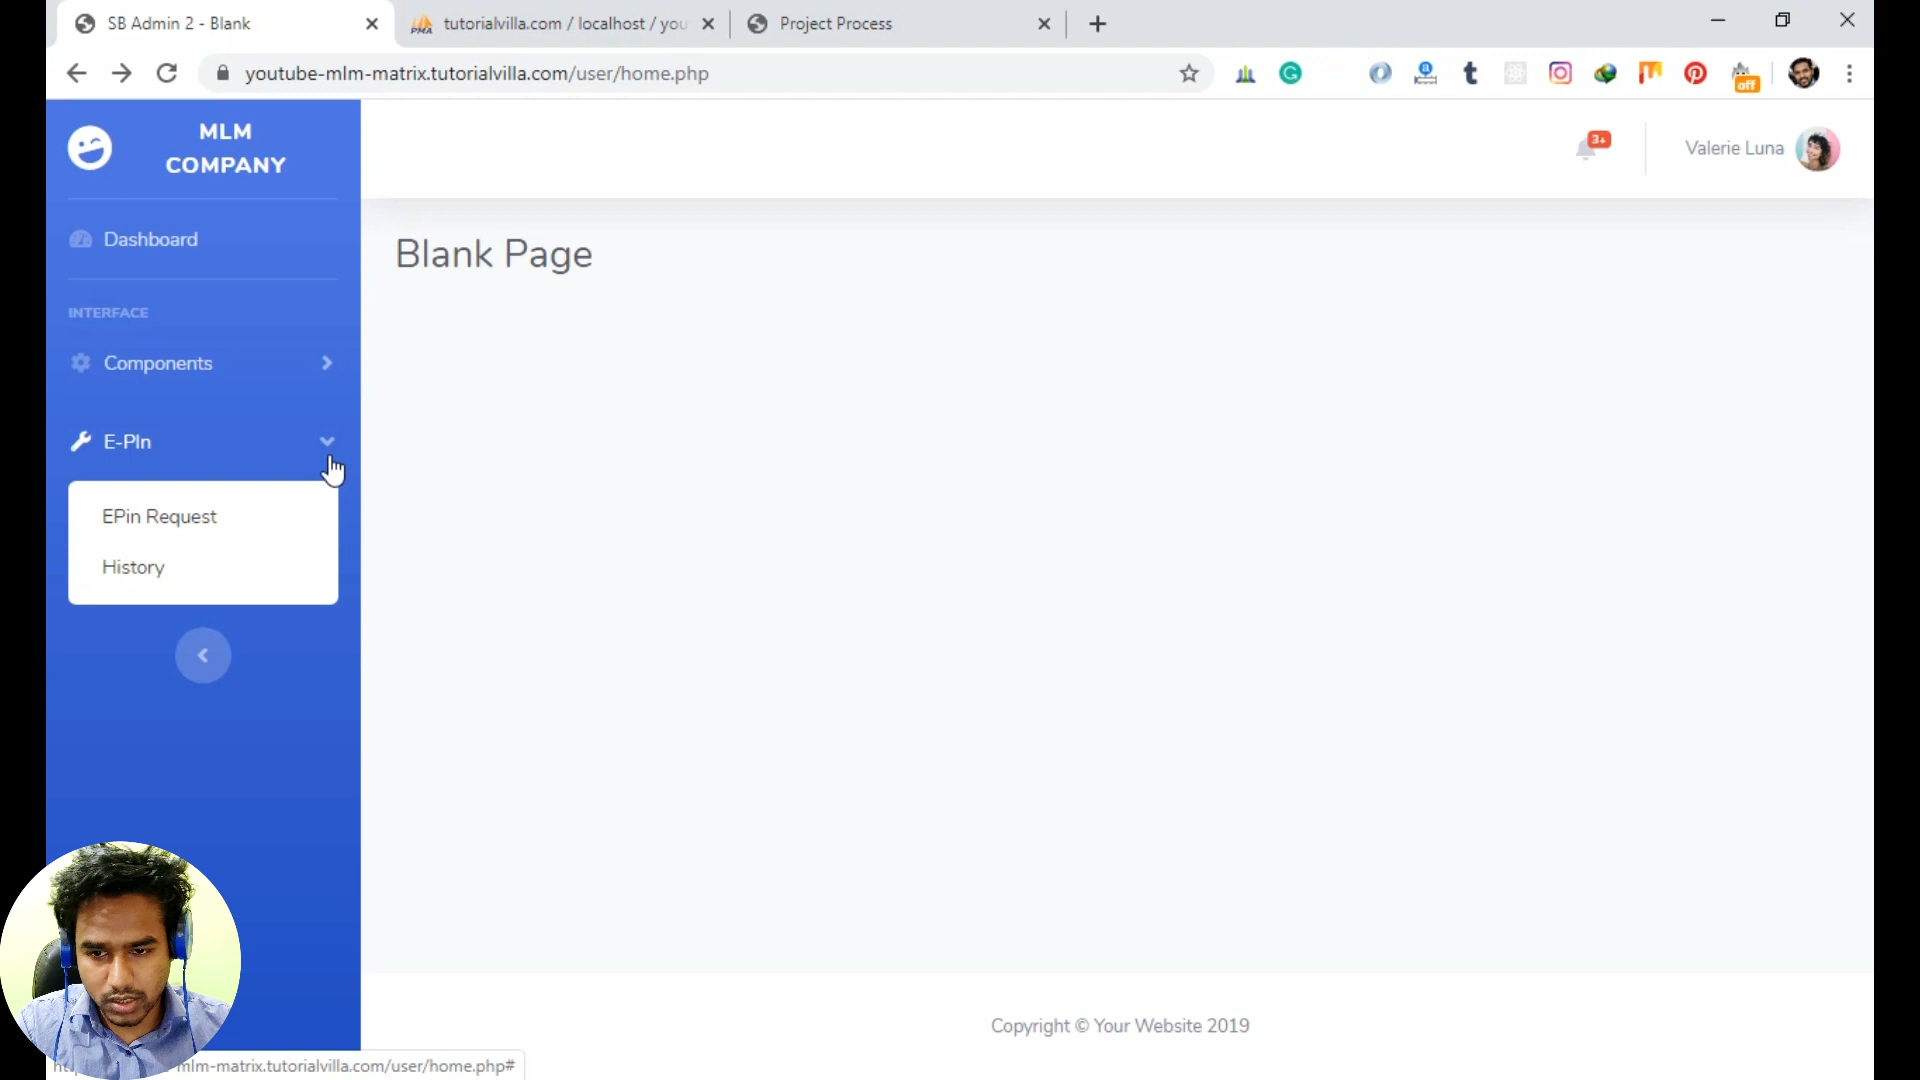 SB Admin 2 - Blank
tutorialvilla.com / localhost / you
Project Process
youtube-mlm-matrix.tutorialvilla.com/user/home.php
off
MLM
COMPANY
3+
Valerie Luna
Dashboard
Blank Page
INTERFACE
Components
E-PIn
EPin Request
History
Copyright © Your Website 2019
mlm-matrix.tutorialvilla.com/user/home.php#